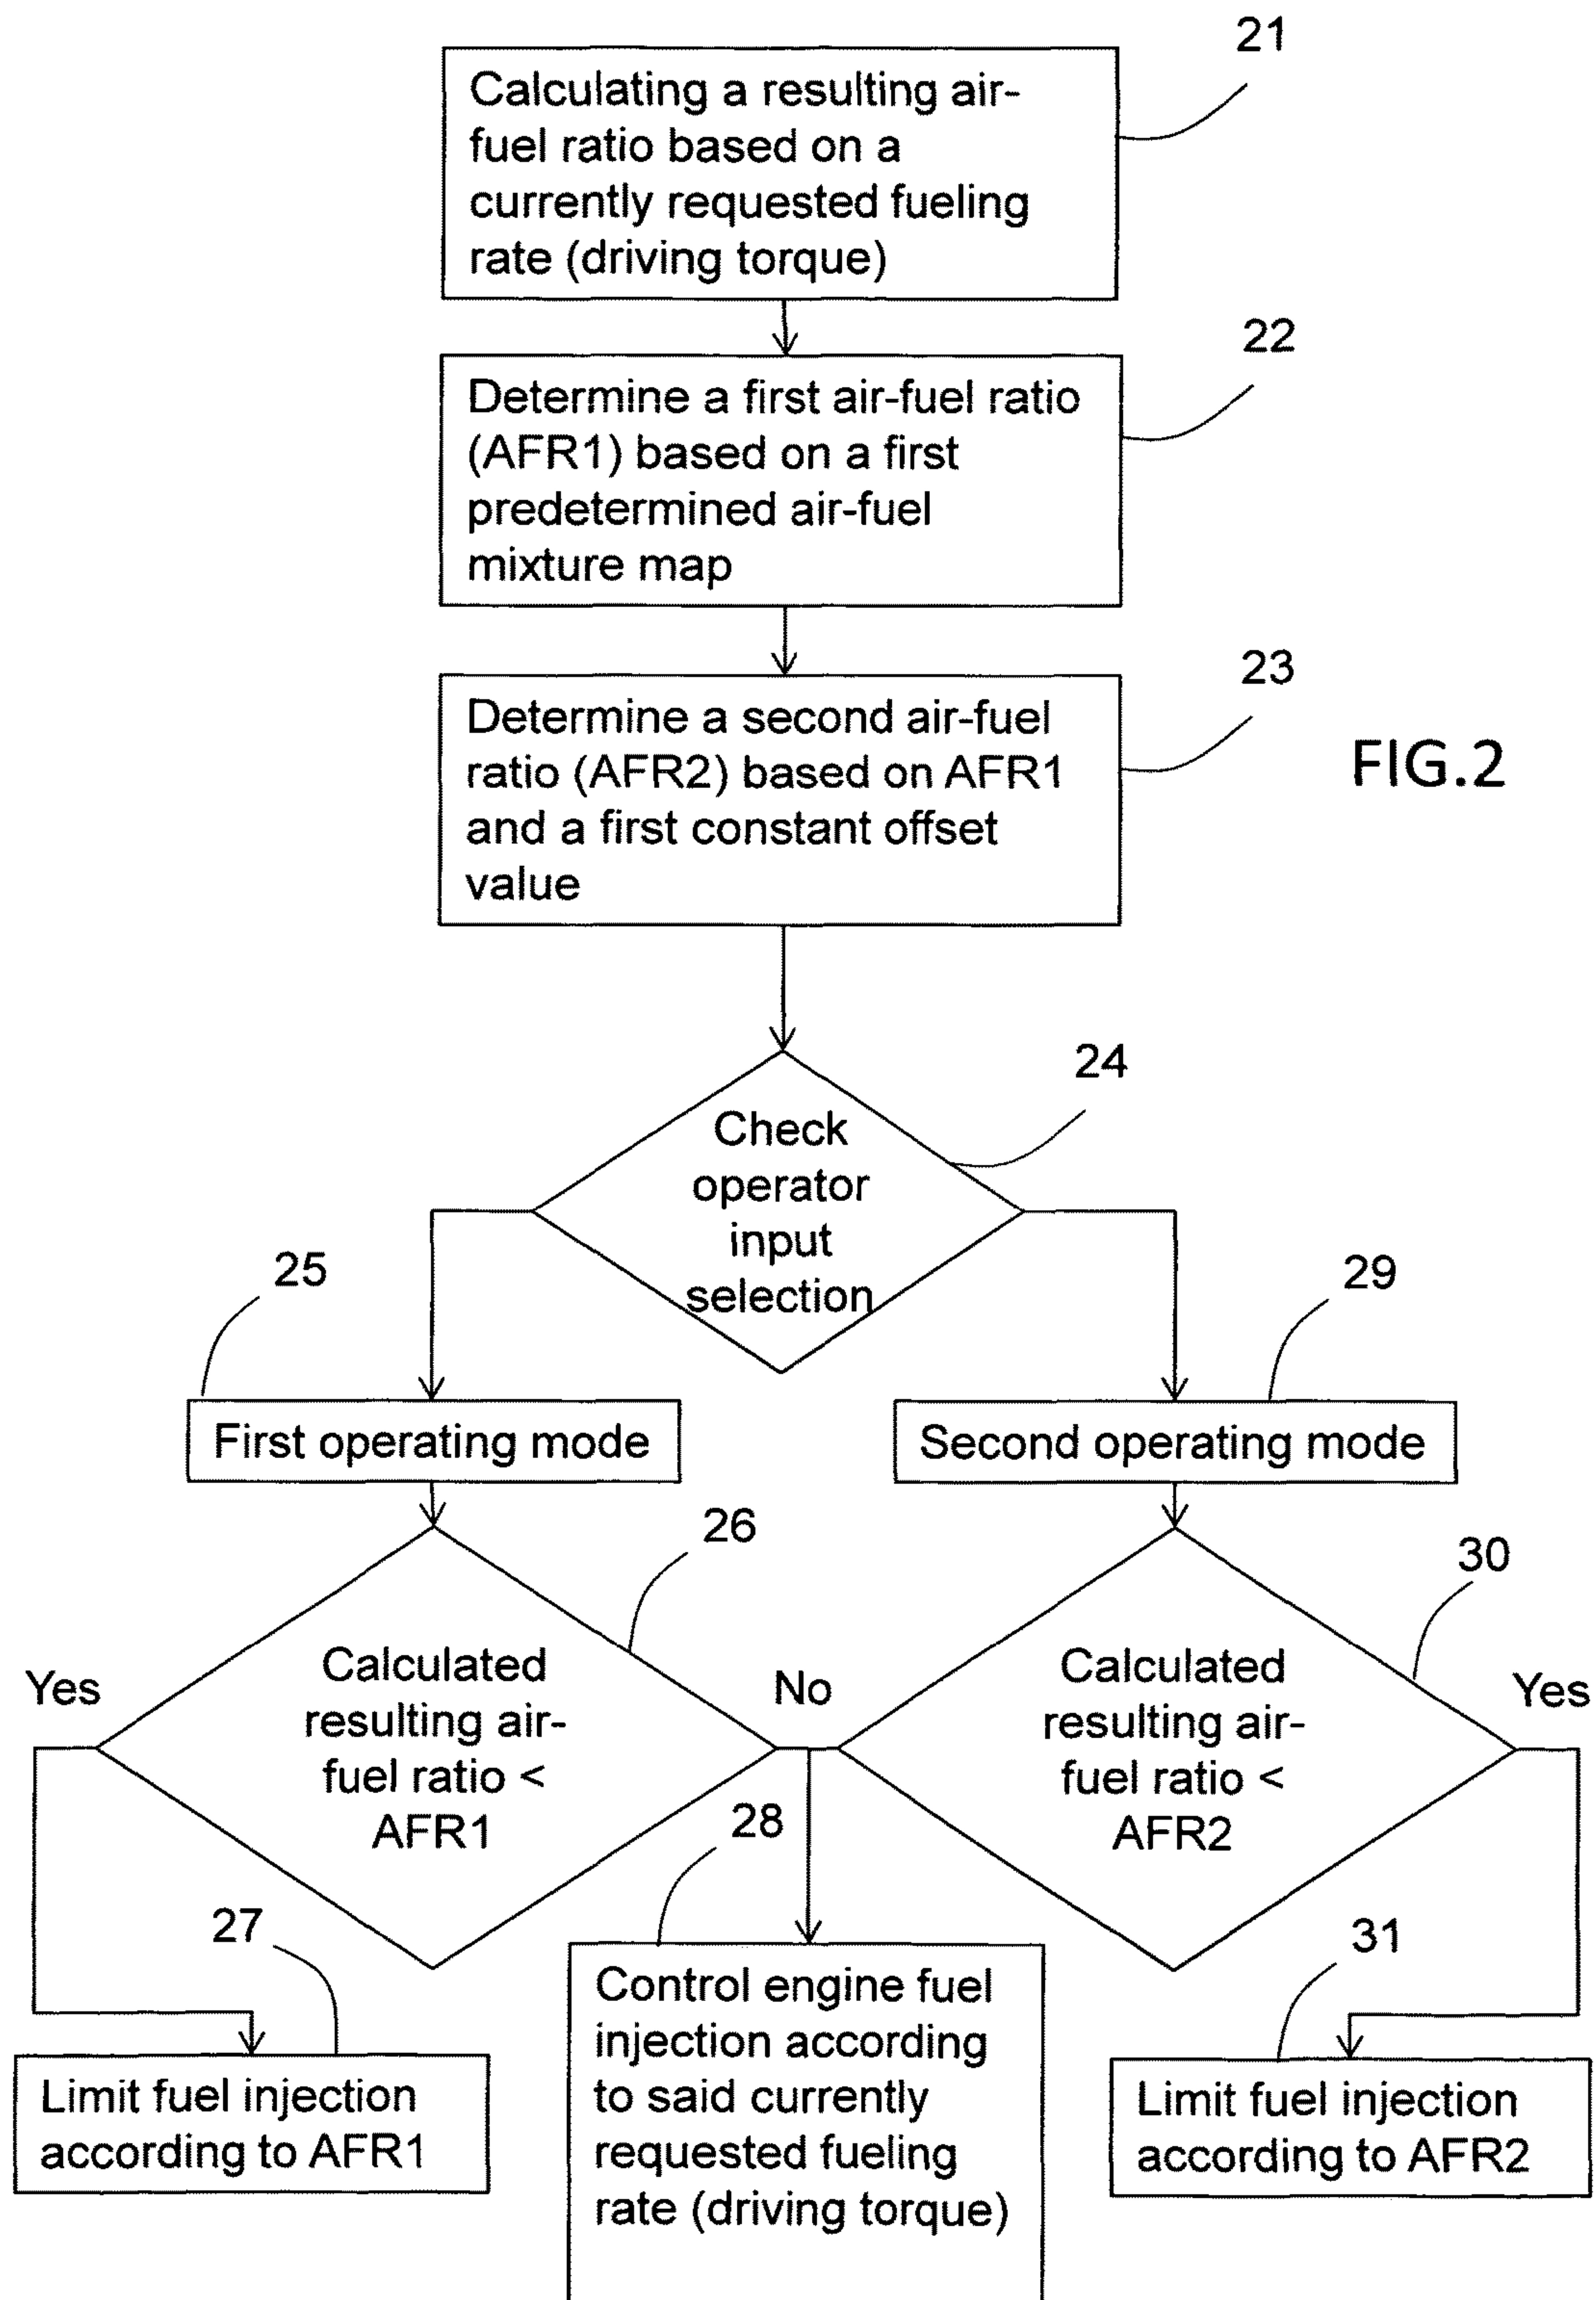 21
Calculating a resulting air-
fuel ratio based on a
currently requested fueling
rate (driving torque)
22
Determine a first air-fuel ratio
(AFR1) based on a first
predetermined air-fuel
mixture map
23
Determine a second air-fuel
ratio (AFR2) based on AFR1
and a first constant offset
value
FIG.2
24
Check
operator
input
selection
25
29
First operating mode
Second operating mode
26
30
Yes
Calculated
resulting air-
fuel ratio <
AFR1
No
Calculated
resulting air-
fuel ratio <
AFR2
Yes
28
27
31
Limit fuel injection
according to AFR1
Control engine fuel
injection according
to said currently
requested fueling
rate (driving torque)
Limit fuel injection
according to AFR2